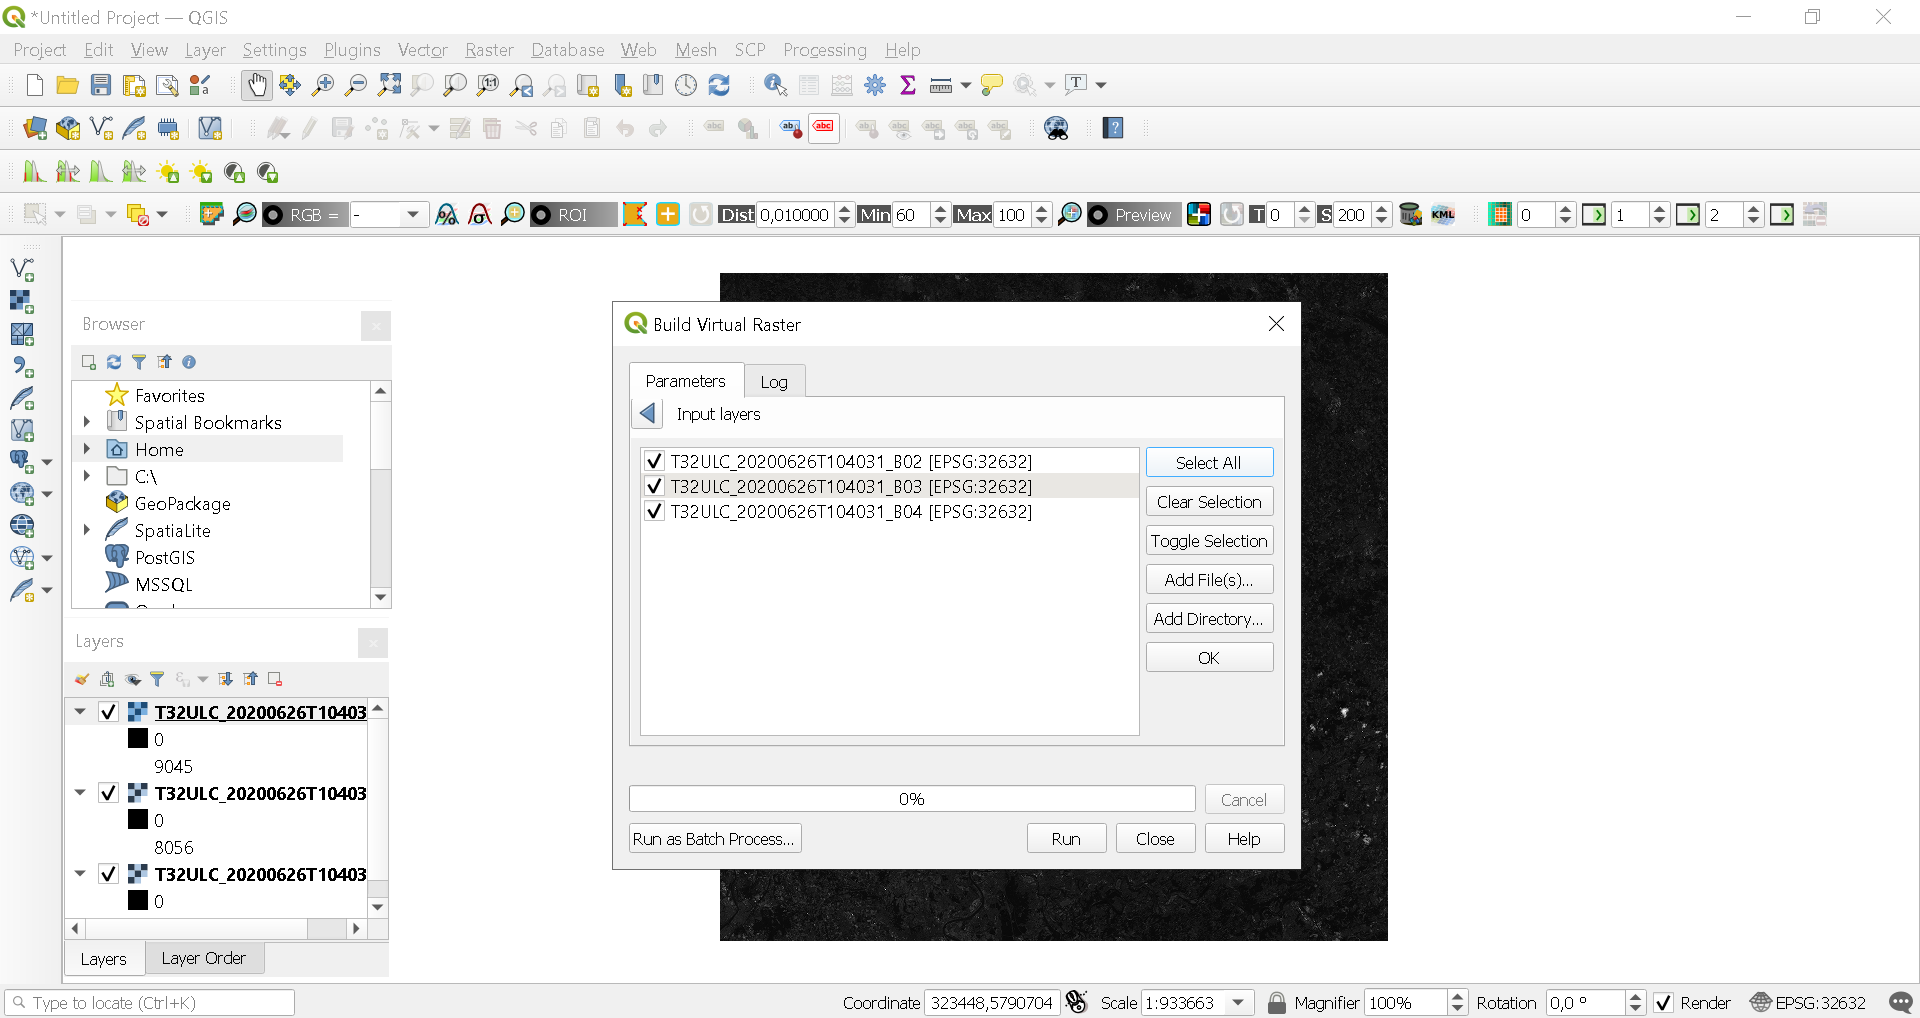 *Untitled Project — QGIS
Project Edit View Layer Settings Plugins Vector Raster Database Web Mesh SCP Processing Help
RGB = - ROI Dist 0,010000 Min 60 Max 100 Preview T 0 S 200 KML 0 1 2
Browser
Favorites
Spatial Bookmarks
Home
C:\
GeoPackage
SpatiaLite
PostGIS
MSSQL
Layers
T32ULC_20200626T10403
0
9045
T32ULC_20200626T10403
0
8056
T32ULC_20200626T10403
0
Layers Layer Order
Build Virtual Raster
Parameters Log
Input layers
T32ULC_20200626T104031_B02 [EPSG:32632]
T32ULC_20200626T104031_B03 [EPSG:32632]
T32ULC_20200626T104031_B04 [EPSG:32632]
Select All
Clear Selection
Toggle Selection
Add File(s)...
Add Directory...
OK
0% Cancel
Run as Batch Process... Run Close Help
Type to locate (Ctrl+K) Coordinate 323448,5790704 Scale 1:933663 Magnifier 100% Rotation 0,0 ° Render EPSG:32632